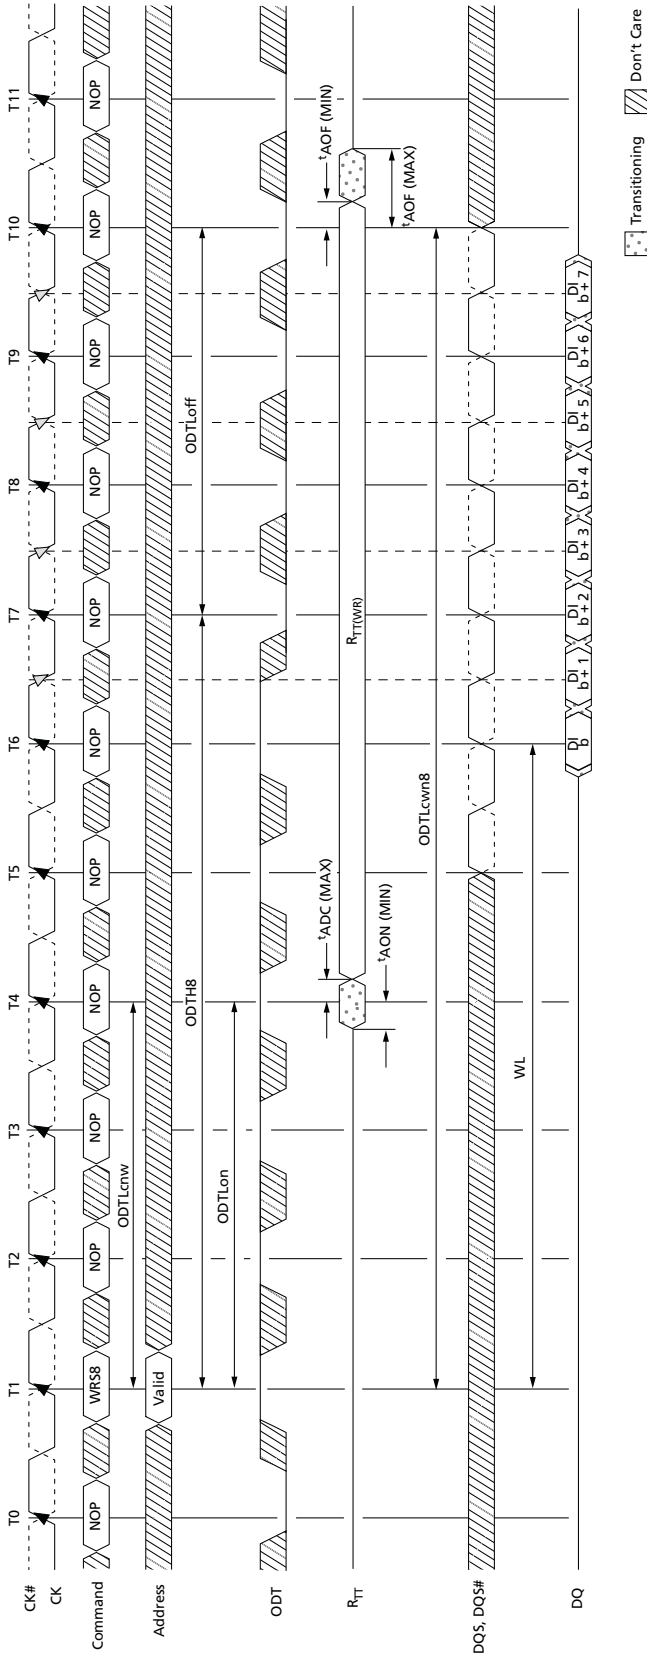 T0 T1 T2 T3 T4 T5 T6 T7 T8 T9 T10 T11
CK#
CK
Command NOP WRS8 NOP NOP NOP NOP NOP NOP NOP NOP NOP NOP
ODTLcnw
Address Valid
ODTH8 ODTLoff
ODTLon
ODT
tADC (MAX) tAOF (MIN)
RTT RTT(WR)
tAON (MIN) tAOF (MAX)
ODTLcwn8
DQS, DQS#
WL
DQ DI b DI b + 1 DI b + 2 DI b + 3 DI b + 4 DI b + 5 DI b + 6 DI b + 7
Transitioning Don't Care